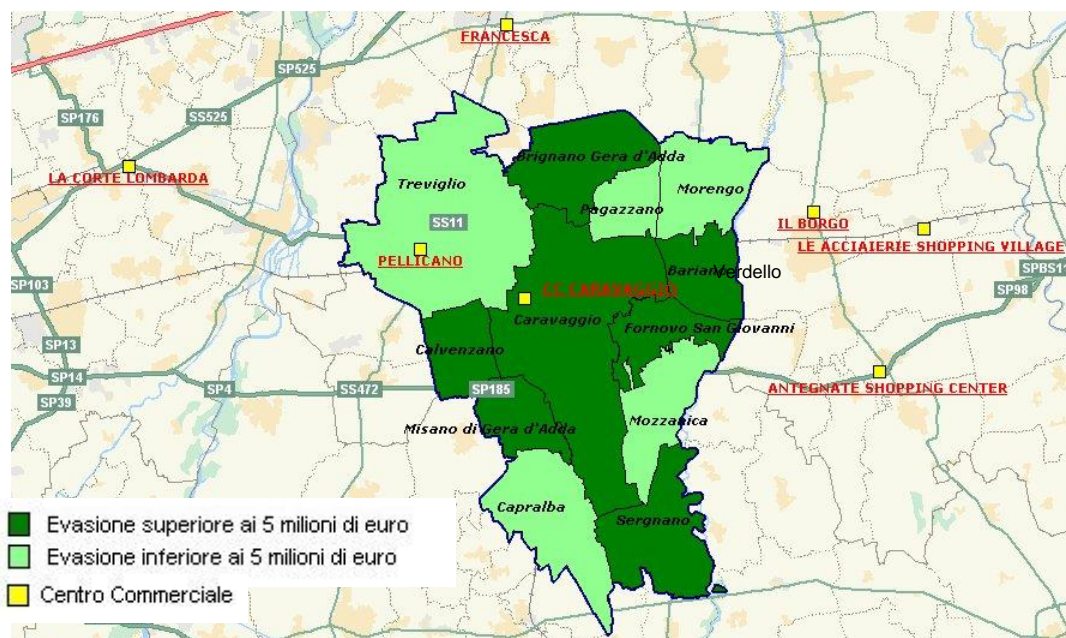 FRANCESCA
SP525
SP176
SS525
LA CORTE LOMBARDA
Brignano Gera d'Adda
Treviglio
Morengo
Pagazzano
SS11
IL BORGO
LE ACCIAIERIE SHOPPING VILLAGE
PELLICANO
Bariano
Verdello
SPBS11
SP103
SP98
CC CARAVAGGIO
Caravaggio
Fornovo San Giovanni
SP13
Calvenzano
SP14
SP4
SS472
SP185
ANTEGNATE SHOPPING CENTER
SP39
Misano di Gera d'Adda
Mozzanica
Capralba
Sergnano
Evasione superiore ai 5 milioni di euro
Evasione inferiore ai 5 milioni di euro
Centro Commerciale